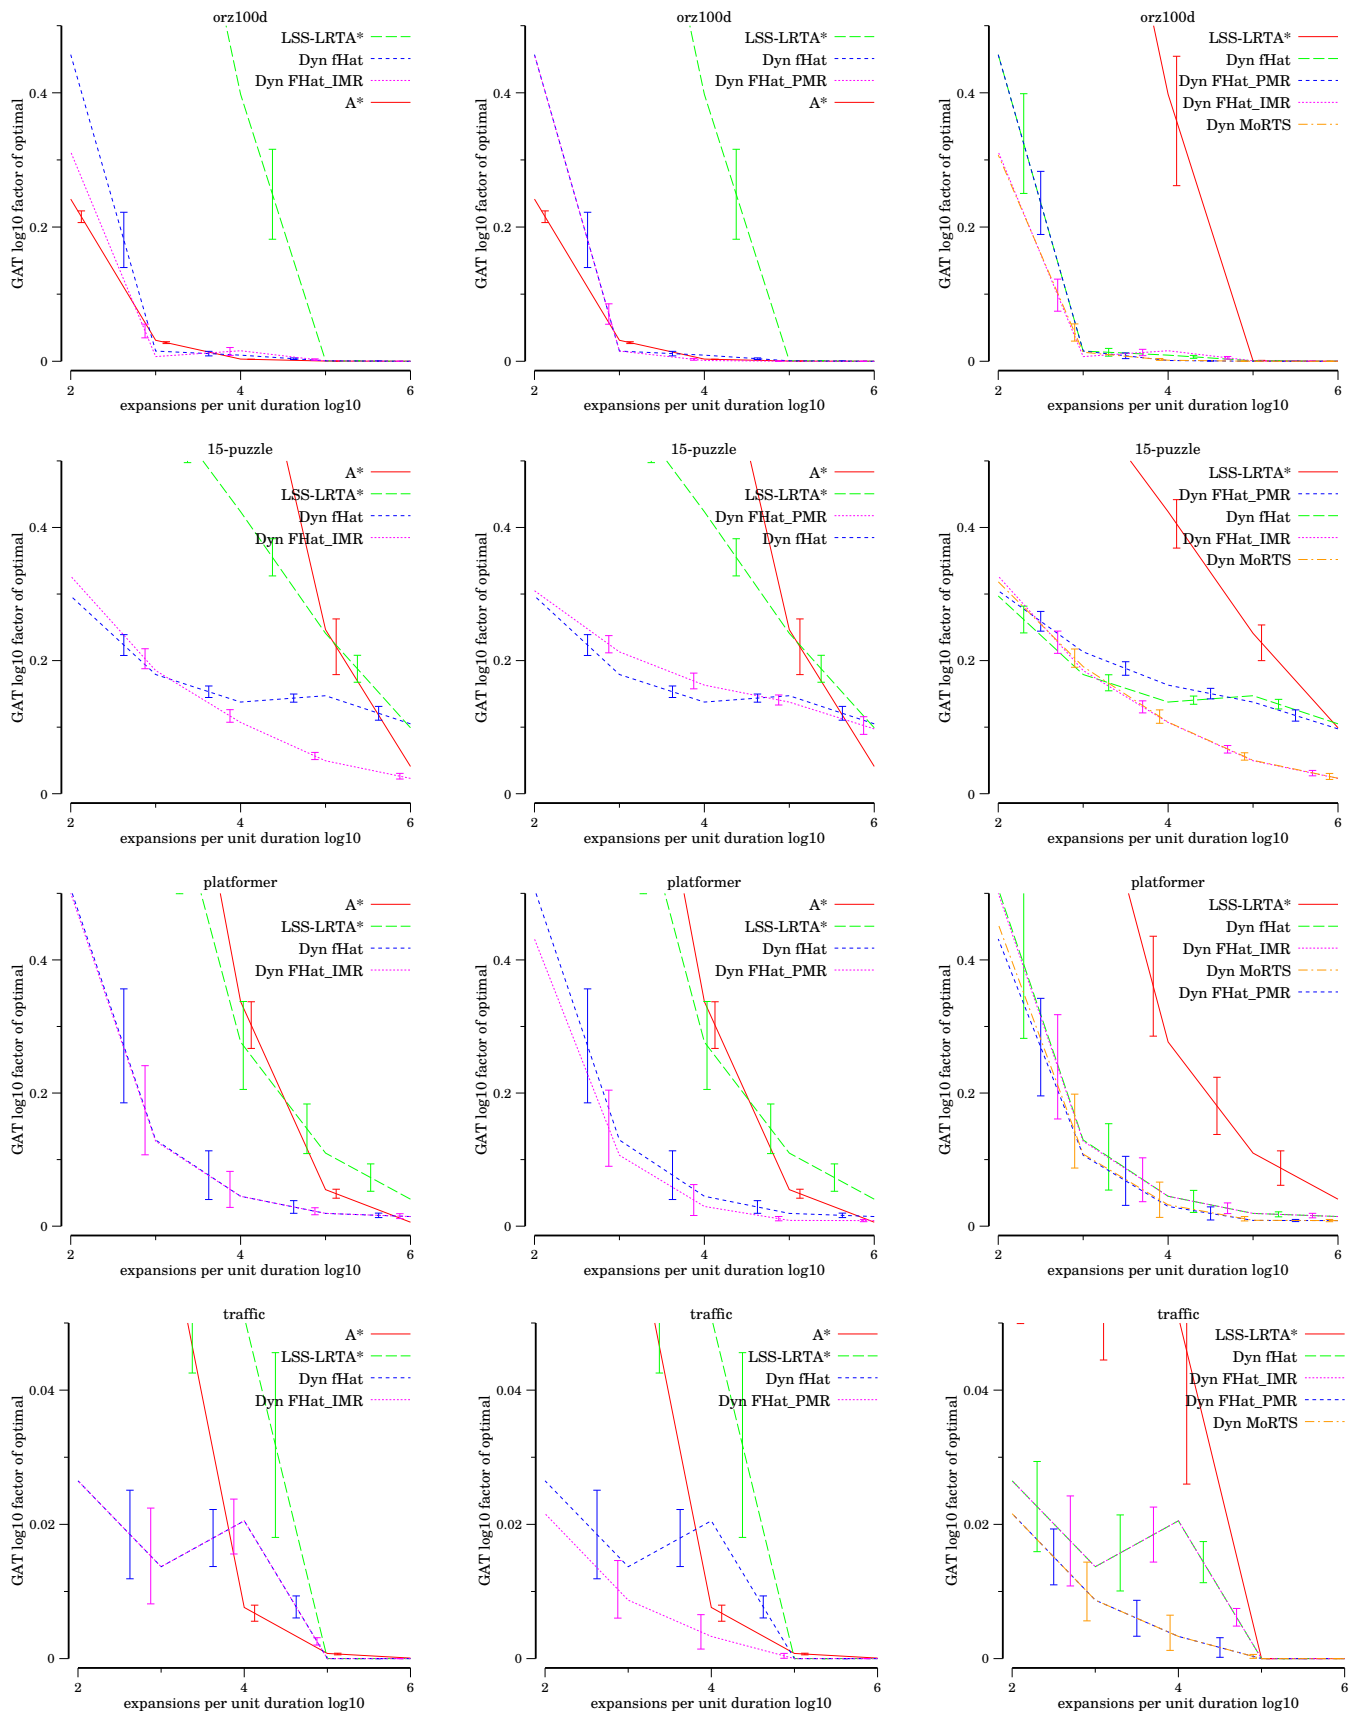 orz100d
GAT log10 factor of optimal
LSS-LRTA*
Dyn fHat
Dyn FHat_IMR
A*
0.4
0.2
0
2
4
6
expansions per unit duration log10
orz100d
GAT log10 factor of optimal
LSS-LRTA*
Dyn fHat
Dyn FHat_PMR
A*
0.4
0.2
0
2
4
6
expansions per unit duration log10
orz100d
GAT log10 factor of optimal
LSS-LRTA*
Dyn fHat
Dyn FHat_PMR
Dyn FHat_IMR
Dyn MoRTS
0.4
0.2
0
2
4
6
expansions per unit duration log10
15-puzzle
GAT log10 factor of optimal
A*
LSS-LRTA*
Dyn fHat
Dyn FHat_IMR
0.4
0.2
0
2
4
6
expansions per unit duration log10
15-puzzle
GAT log10 factor of optimal
A*
LSS-LRTA*
Dyn FHat_PMR
Dyn fHat
0.4
0.2
0
2
4
6
expansions per unit duration log10
15-puzzle
GAT log10 factor of optimal
LSS-LRTA*
Dyn FHat_PMR
Dyn fHat
Dyn FHat_IMR
Dyn MoRTS
0.4
0.2
0
2
4
6
expansions per unit duration log10
platformer
GAT log10 factor of optimal
A*
LSS-LRTA*
Dyn fHat
Dyn FHat_IMR
0.4
0.2
0
2
4
6
expansions per unit duration log10
platformer
GAT log10 factor of optimal
A*
LSS-LRTA*
Dyn fHat
Dyn FHat_PMR
0.4
0.2
0
2
4
6
expansions per unit duration log10
platformer
GAT log10 factor of optimal
LSS-LRTA*
Dyn fHat
Dyn FHat_IMR
Dyn MoRTS
Dyn FHat_PMR
0.4
0.2
0
2
4
6
expansions per unit duration log10
traffic
GAT log10 factor of optimal
A*
LSS-LRTA*
Dyn fHat
Dyn FHat_IMR
0.04
0.02
0
2
4
6
expansions per unit duration log10
traffic
GAT log10 factor of optimal
A*
LSS-LRTA*
Dyn fHat
Dyn FHat_PMR
0.04
0.02
0
2
4
6
expansions per unit duration log10
traffic
GAT log10 factor of optimal
LSS-LRTA*
Dyn fHat
Dyn FHat_IMR
Dyn FHat_PMR
Dyn MoRTS
0.04
0.02
0
2
4
6
expansions per unit duration log10